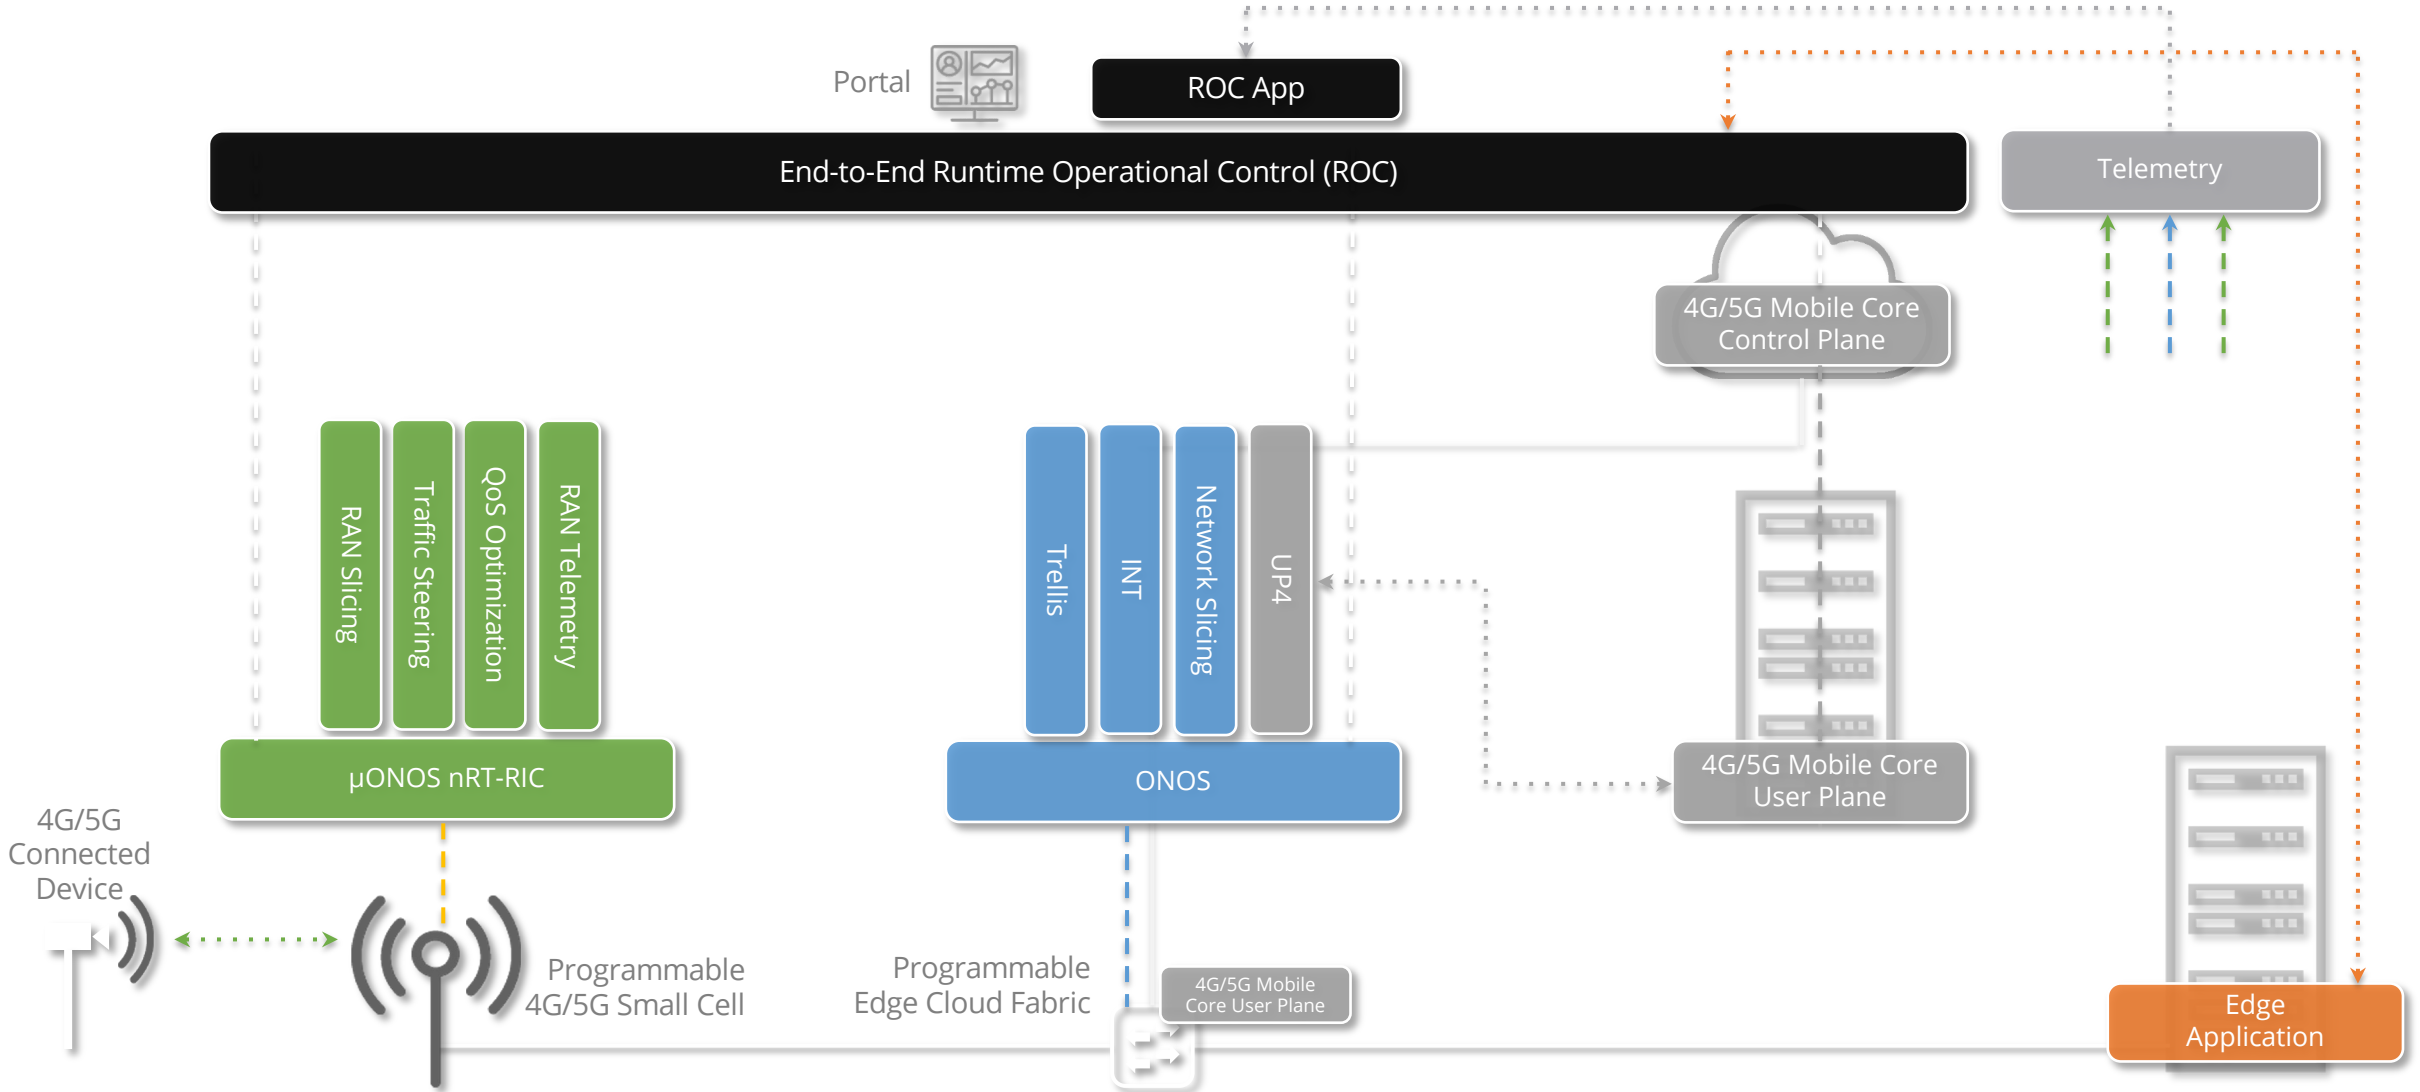 Portal
ROC App
End-to-End Runtime Operational Control (ROC)
Telemetry
4G/5G Mobile Core
Control Plane
RAN Slicing
Traffic Steering
QoS Optimization
RAN Telemetry
Trellis
INT
Network Slicing
UP4
µONOS nRT-RIC
ONOS
4G/5G Mobile Core
User Plane
4G/5G
Connected
Device
Programmable
4G/5G Small Cell
Programmable
Edge Cloud Fabric
4G/5G Mobile
Core User Plane
Edge
Application